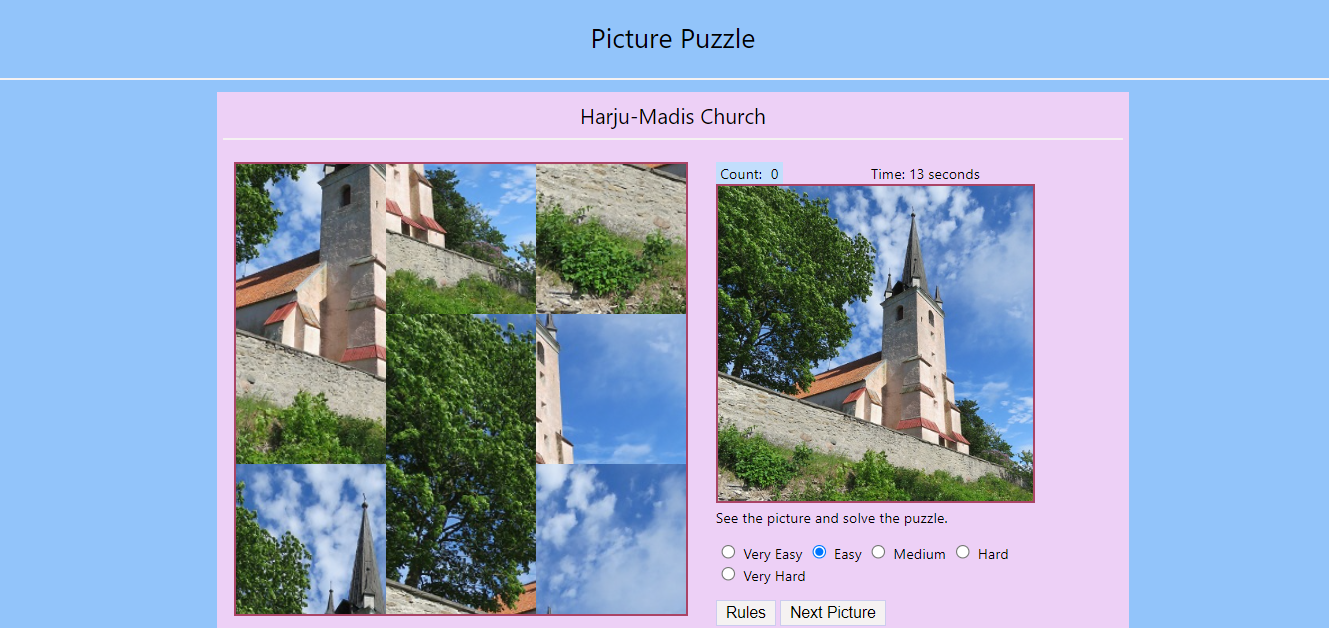 Picture Puzzle
Harju-Madis Church
Count: 0
Time: 13 seconds
See the picture and solve the puzzle.
Very Easy Easy Medium Hard
Very Hard
Rules Next Picture